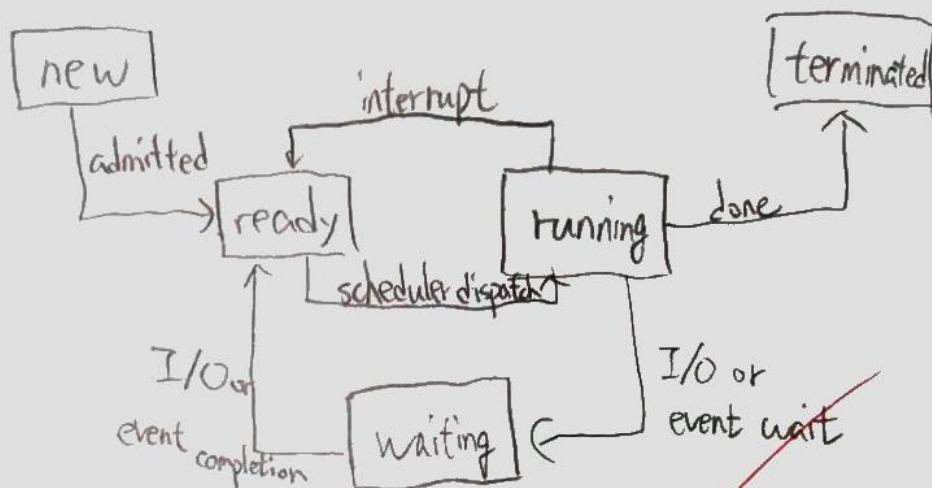 new
terminated
interrupt
admitted
ready
running
done
scheduler dispatch
I/O or
event
completion
waiting
I/O or
event wait